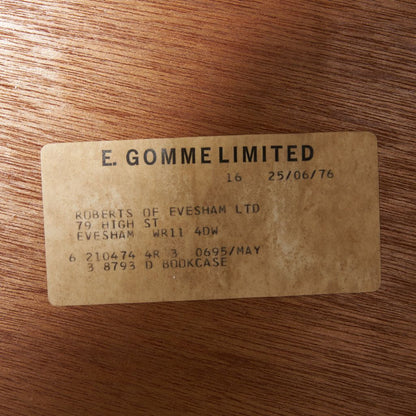 E. GOMME LIMITED
16 25/06/76
ROBERTS OF EVESHAM LTD
79 HIGH ST
EVESHAM WR11 4DW
6 210474 4R 3 0695/MAY
3 8793 D BOOKCASE